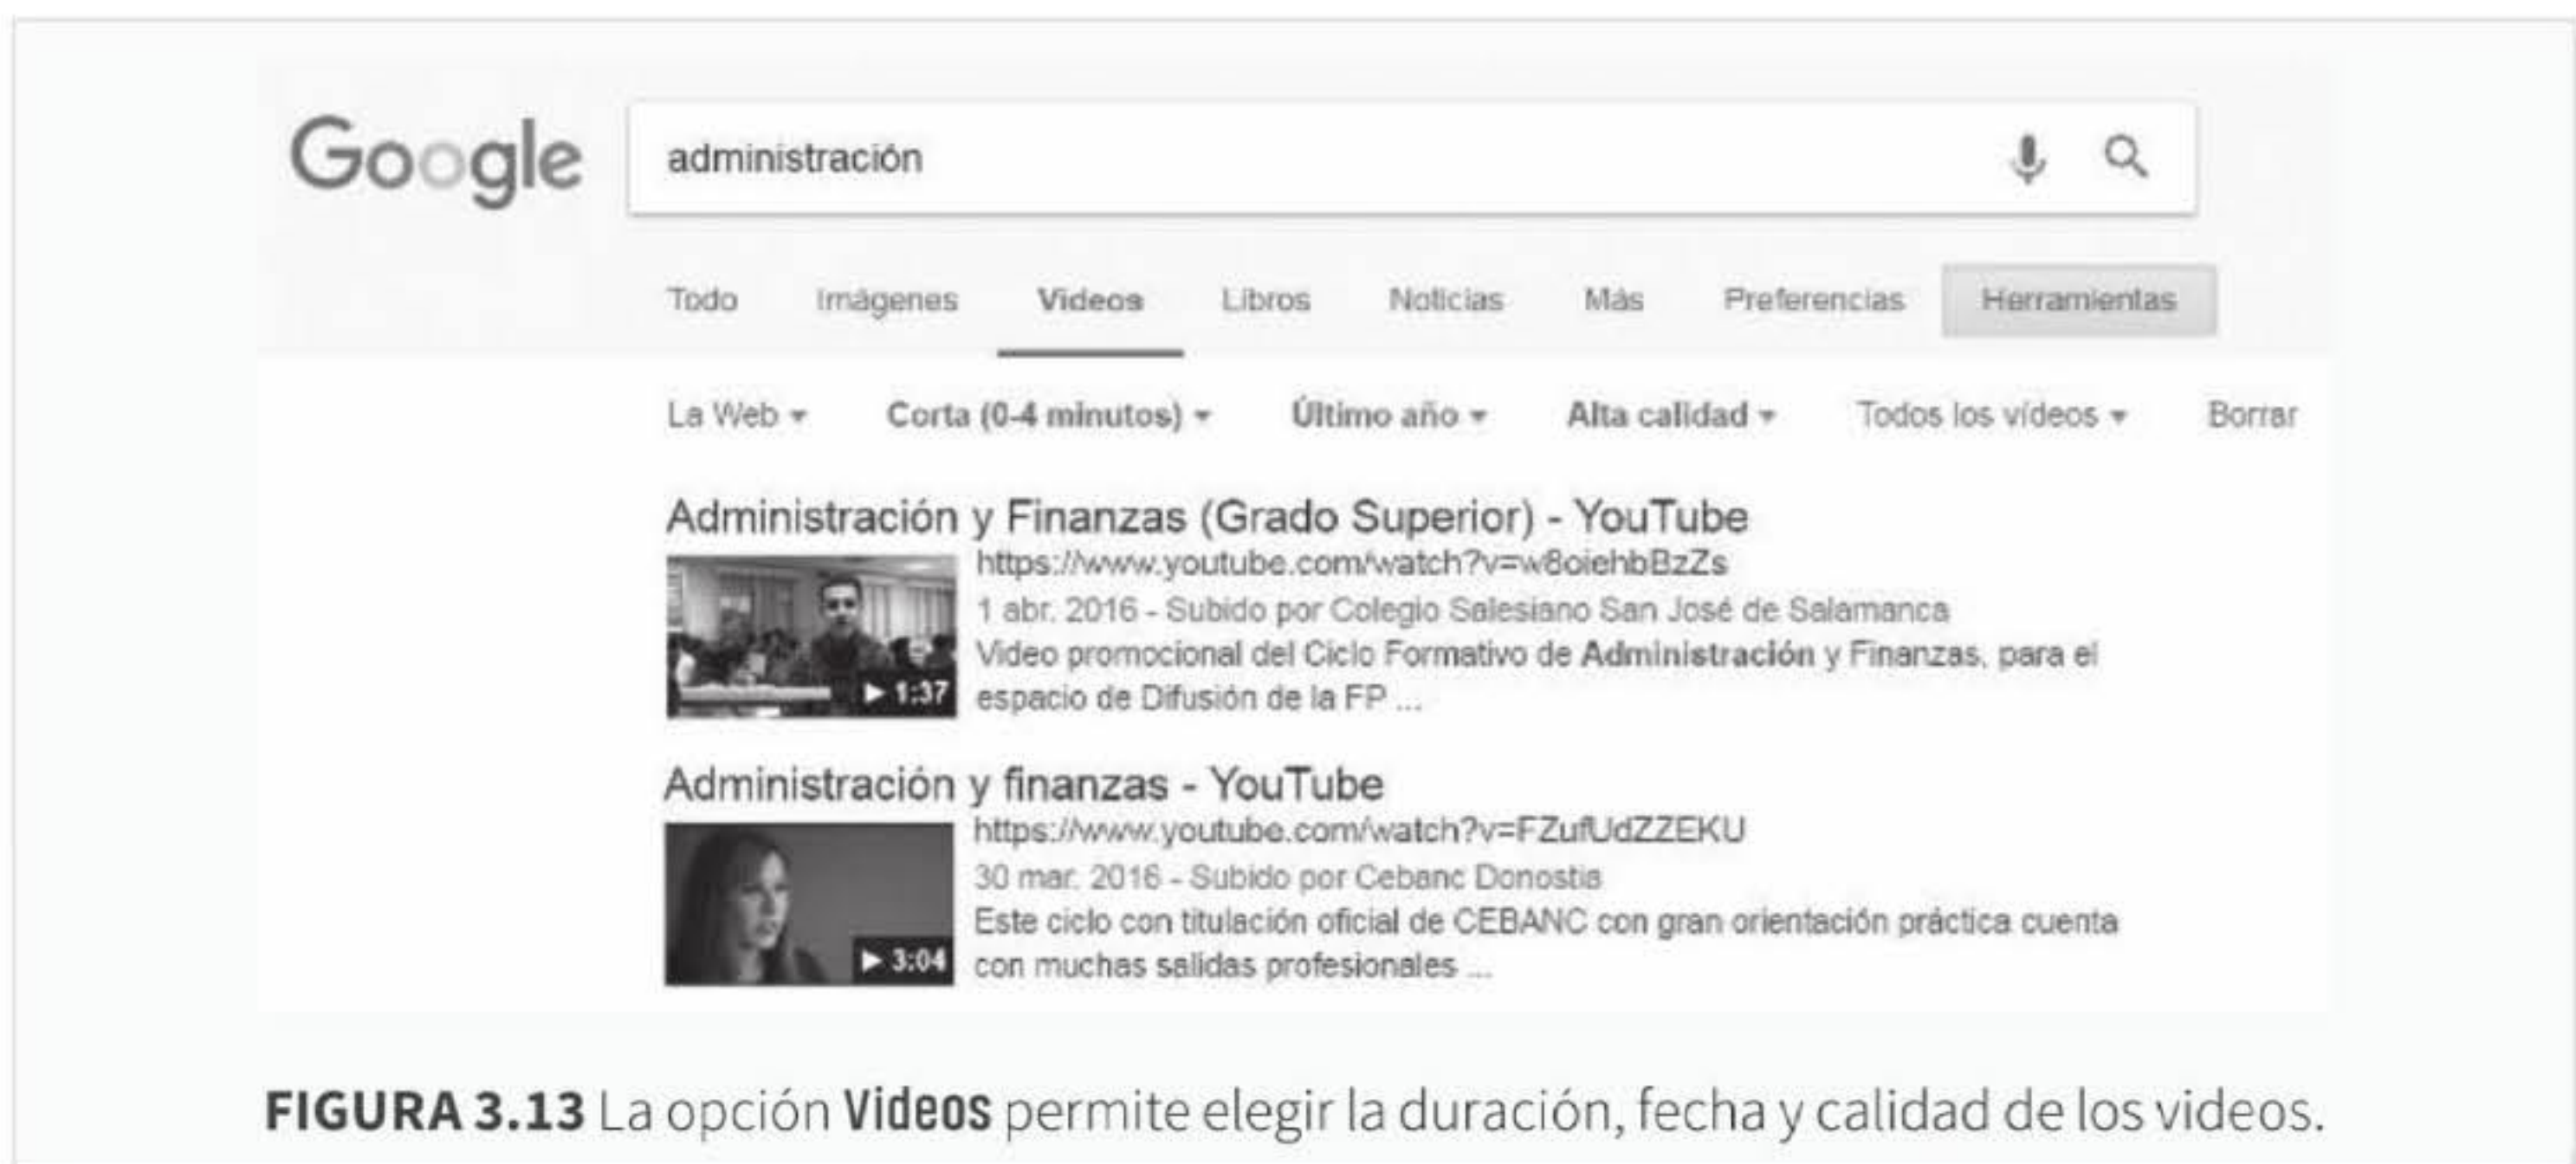 Google
administración
Todo Imágenes Videos Libros Noticias Más Preferencias Herramientas
La Web Corta (0-4 minutos) Último año Alta calidad Todos los vídeos Borrar
Administración y Finanzas (Grado Superior) - YouTube
https://www.youtube.com/watch?v=w8oiehbBzZs
1 abr. 2016 - Subido por Colegio Salesiano San José de Salamanca
Video promocional del Ciclo Formativo de Administración y Finanzas, para el
1:37 espacio de Difusión de la FP ...
Administración y finanzas - YouTube
https://www.youtube.com/watch?v=FZufUdZZEKU
30 mar. 2016 - Subido por Cebanc Donostia
Este ciclo con titulación oficial de CEBANC con gran orientación práctica cuenta
3:04 con muchas salidas profesionales ...
FIGURA 3.13 La opción Videos permite elegir la duración, fecha y calidad de los videos.